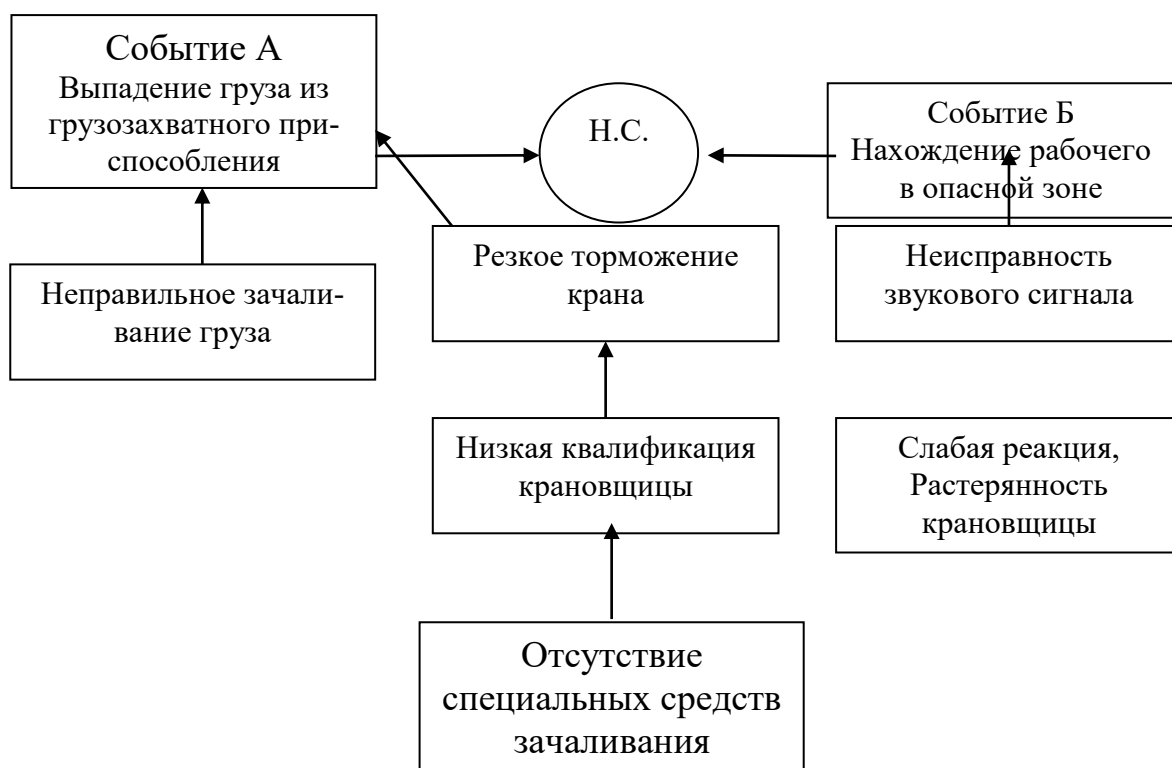 Событие А
Выпадение груза из
грузозахватного при-
способления
Н.С.
Событие Б
Нахождение рабочего
в опасной зоне
Неправильное зачали-
вание груза
Резкое торможение
крана
Неисправность
звукового сигнала
Низкая квалификация
крановщицы
Слабая реакция,
Растерянность
крановщицы
Отсутствие
специальных средств
зачаливания